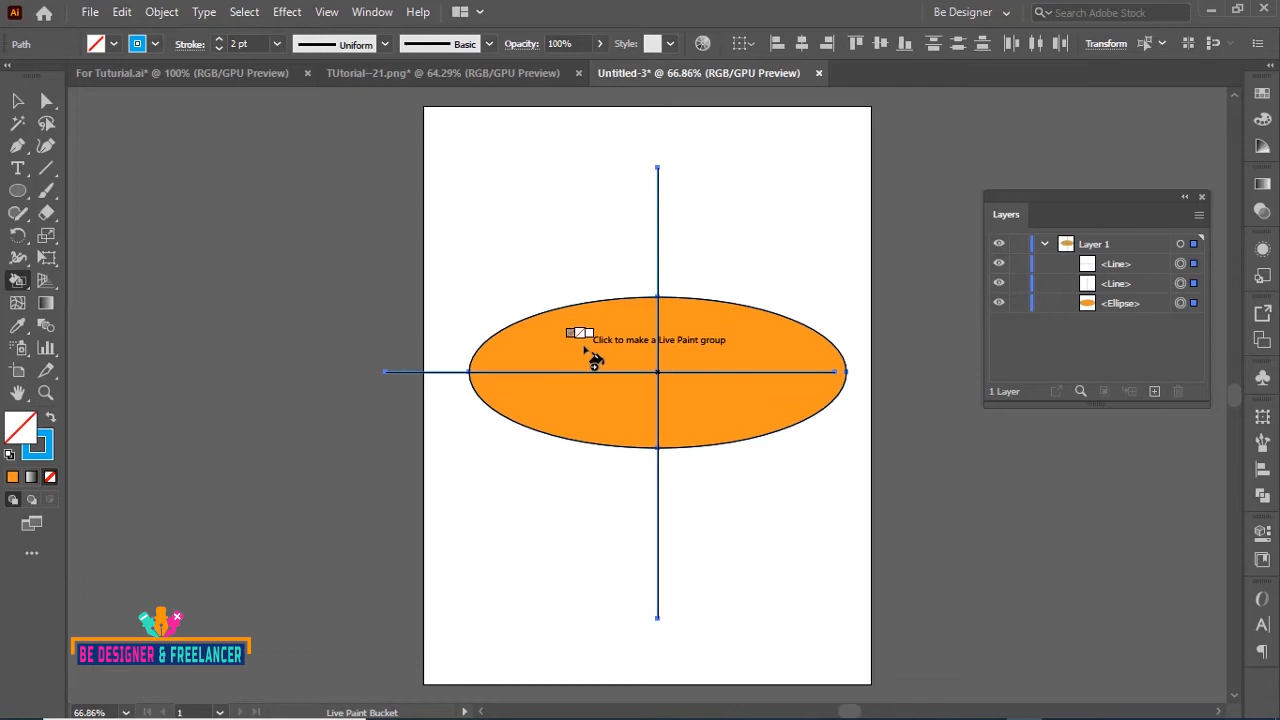 Ai File Edit Object Type Select Effect View Window Help Be Designer Search Adobe Stock
Path Stroke: 2 pt Uniform Basic Opacity: 100% Style: Transform
For Tuturial.ai* @ 100% (RGB/GPU Preview) TUtorial--21.png* @ 64.29% (RGB/GPU Preview) Untitled-3* @ 66.86% (RGB/GPU Preview)
Layers
Layer 1
<Line>
<Line>
<Ellipse>
Click to make a Live Paint group
1 Layer
BE DESIGNER & FREELANCER
66.86% 1 Live Paint Bucket